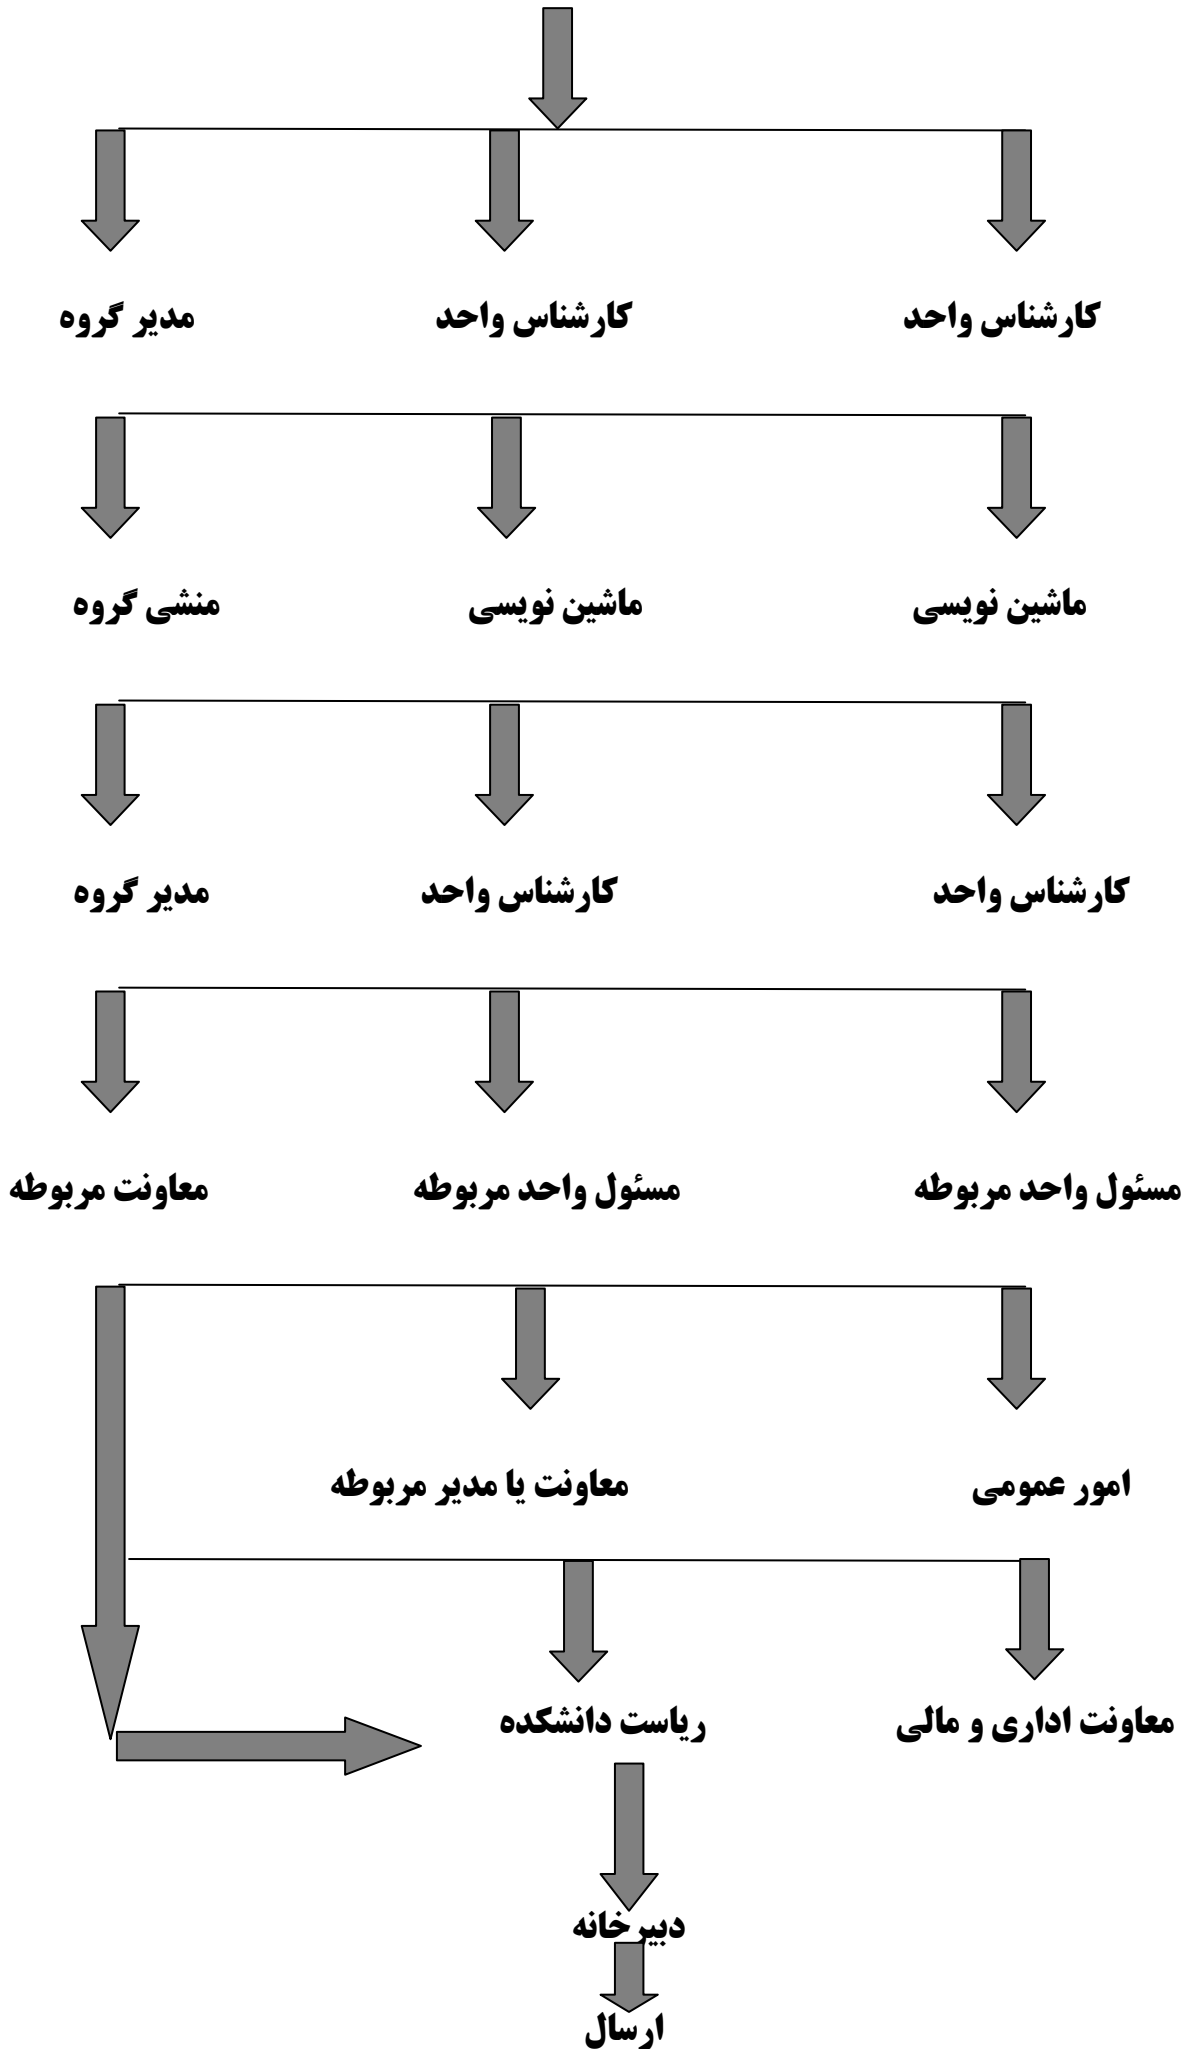 کارشناس واحد کارشناس واحد مدیر گروه
ماشین نویسی ماشین نویسی منشی گروه
کارشناس واحد کارشناس واحد مدیر گروه
مسئول واحد مربوطه مسئول واحد مربوطه معاونت مربوطه
امور عمومی معاونت یا مدیر مربوطه
معاونت اداری و مالی ریاست دانشکده
دبیرخانه
ارسال